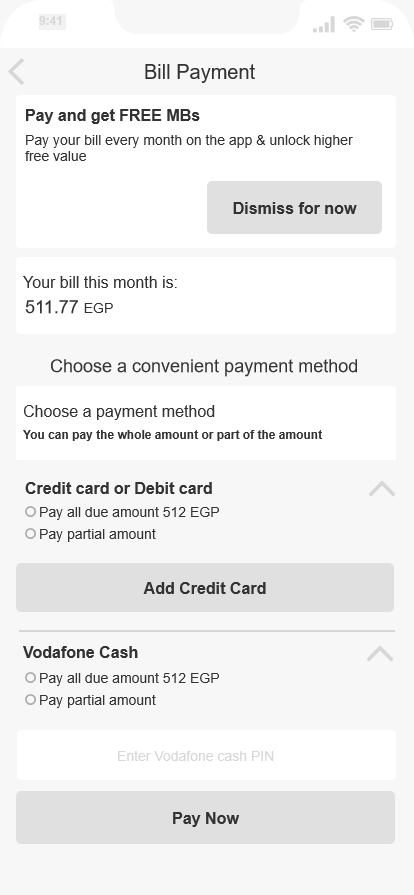 9:41
Bill Payment
Pay and get FREE MBs
Pay your bill every month on the app & unlock higher
free value
Dismiss for now
Your bill this month is:
511.77 EGP
Choose a convenient payment method
Choose a payment method
You can pay the whole amount or part of the amount
Credit card or Debit card
Pay all due amount 512 EGP
Pay partial amount
Add Credit Card
Vodafone Cash
Pay all due amount 512 EGP
Pay partial amount
Enter Vodafone cash PIN
Pay Now